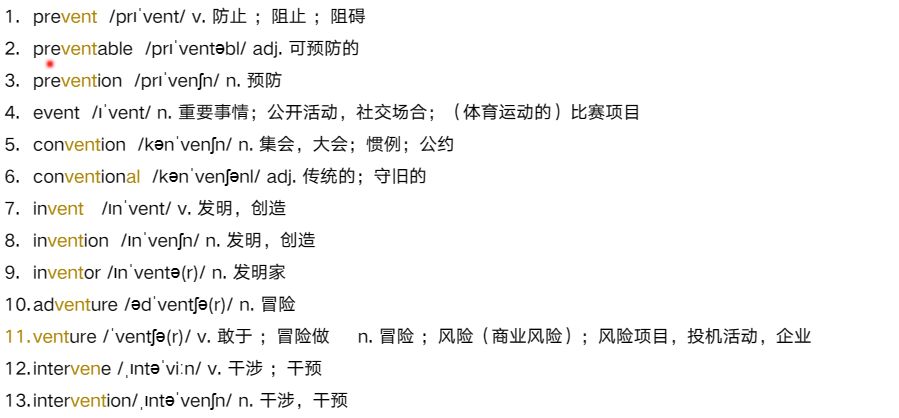 1. prevent /prɪˈvent/ v. 防止 ；阻止 ；阻碍
2. preventable /prɪˈventəbl/ adj. 可预防的
3. prevention /prɪˈvenʃn/ n. 预防
4. event /ɪˈvent/ n. 重要事情；公开活动，社交场合；（体育运动的）比赛项目
5. convention /kənˈvenʃn/ n. 集会，大会；惯例；公约
6. conventional /kənˈvenʃənl/ adj. 传统的；守旧的
7. invent /ɪnˈvent/ v. 发明，创造
8. invention /ɪnˈvenʃn/ n. 发明，创造
9. inventor /ɪnˈventə(r)/ n. 发明家
10. adventure /ədˈventʃə(r)/ n. 冒险
11. venture /ˈventʃə(r)/ v. 敢于 ；冒险做 n. 冒险 ；风险（商业风险）；风险项目，投机活动，企业
12. intervene /ˌɪntəˈviːn/ v. 干涉 ；干预
13. intervention/ˌɪntəˈvenʃn/ n. 干涉，干预